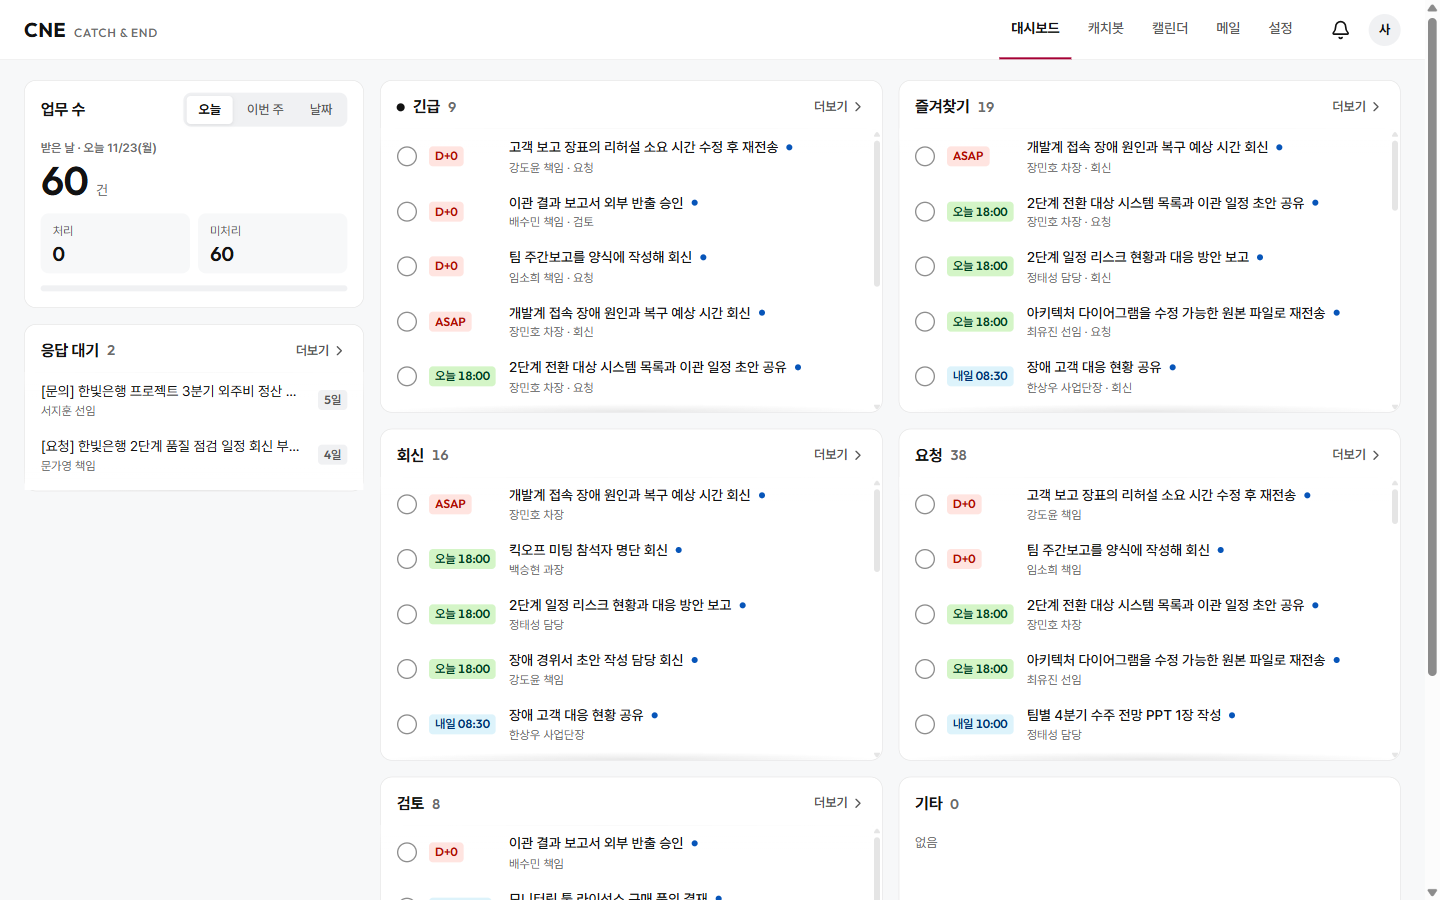 CNE CATCH & END
대시보드 캐치봇 캘린더 메일 설정 사
업무 수 오늘 이번 주 날짜
받은 날 · 오늘 11/23(월)
60 건
처리 미처리
0 60
응답 대기 2 더보기
[문의] 한빛은행 프로젝트 3분기 외주비 정산 ... 5일
서지훈 선임
[요청] 한빛은행 2단계 품질 점검 일정 회신 부... 4일
문가영 책임
긴급 9 더보기
D+0 고객 보고 장표의 리허설 소요 시간 수정 후 재전송
강도윤 책임 · 요청
D+0 이관 결과 보고서 외부 반출 승인
배수민 책임 · 검토
D+0 팀 주간보고를 양식에 작성해 회신
임소희 책임 · 요청
ASAP 개발계 접속 장애 원인과 복구 예상 시간 회신
장민호 차장 · 회신
오늘 18:00 2단계 전환 대상 시스템 목록과 이관 일정 초안 공유
장민호 차장 · 요청
즐겨찾기 19 더보기
ASAP 개발계 접속 장애 원인과 복구 예상 시간 회신
장민호 차장 · 회신
오늘 18:00 2단계 전환 대상 시스템 목록과 이관 일정 초안 공유
장민호 차장 · 요청
오늘 18:00 2단계 일정 리스크 현황과 대응 방안 보고
정태성 담당 · 회신
오늘 18:00 아키텍처 다이어그램을 수정 가능한 원본 파일로 재전송
최유진 선임 · 요청
내일 08:30 장애 고객 대응 현황 공유
한상우 사업단장 · 회신
회신 16 더보기
ASAP 개발계 접속 장애 원인과 복구 예상 시간 회신
장민호 차장
오늘 18:00 킥오프 미팅 참석자 명단 회신
백승현 과장
오늘 18:00 2단계 일정 리스크 현황과 대응 방안 보고
정태성 담당
오늘 18:00 장애 경위서 초안 작성 담당 회신
강도윤 책임
내일 08:30 장애 고객 대응 현황 공유
한상우 사업단장
요청 38 더보기
D+0 고객 보고 장표의 리허설 소요 시간 수정 후 재전송
강도윤 책임
D+0 팀 주간보고를 양식에 작성해 회신
임소희 책임
오늘 18:00 2단계 전환 대상 시스템 목록과 이관 일정 초안 공유
장민호 차장
오늘 18:00 아키텍처 다이어그램을 수정 가능한 원본 파일로 재전송
최유진 선임
내일 10:00 팀별 4분기 수주 전망 PPT 1장 작성
정태성 담당
검토 8 더보기
D+0 이관 결과 보고서 외부 반출 승인
배수민 책임
모니터링 툴 라이선스 구매 품의 결재
기타 0
없음